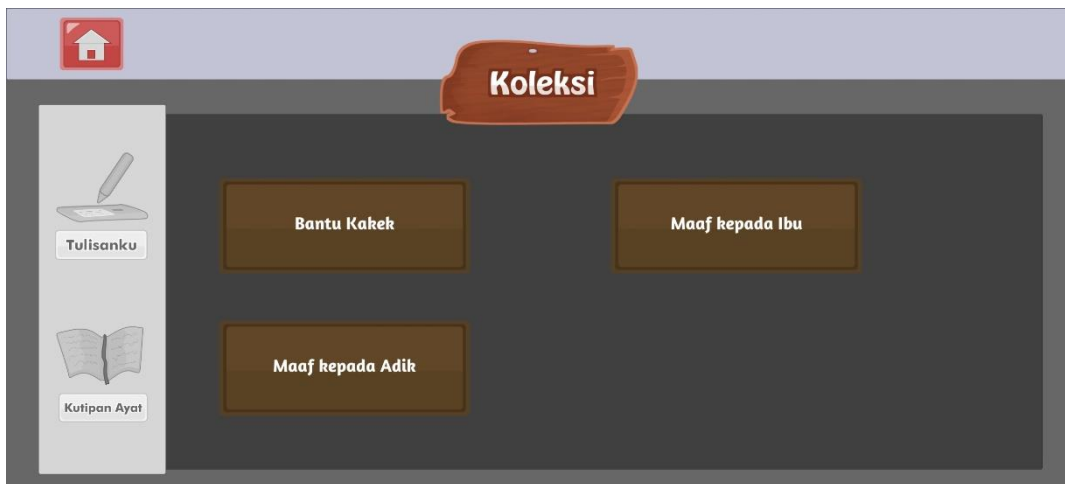 Koleksi
Tulisanku
Kutipan Ayat
Bantu Kakek
Maaf kepada Ibu
Maaf kepada Adik